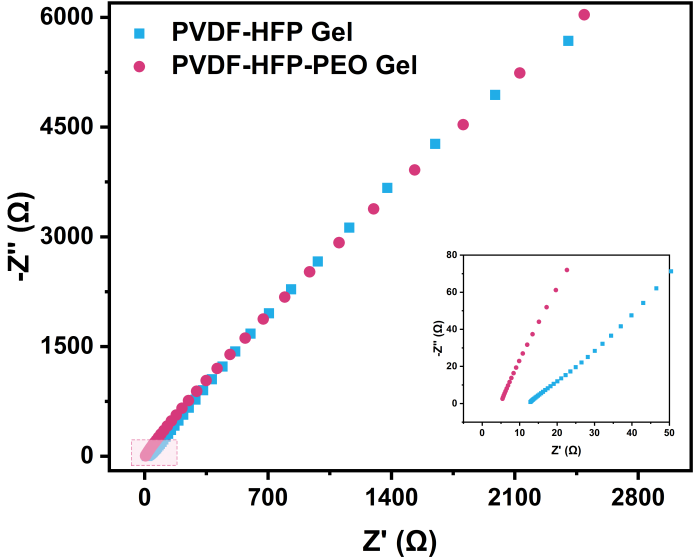 PVDF-HFP Gel
PVDF-HFP-PEO Gel
6000
4500
3000
1500
0
-Z'' (Ω)
0 700 1400 2100 2800
Z' (Ω)
80
60
40
20
0
-Z'' (Ω)
0 10 20 30 40 50
Z' (Ω)